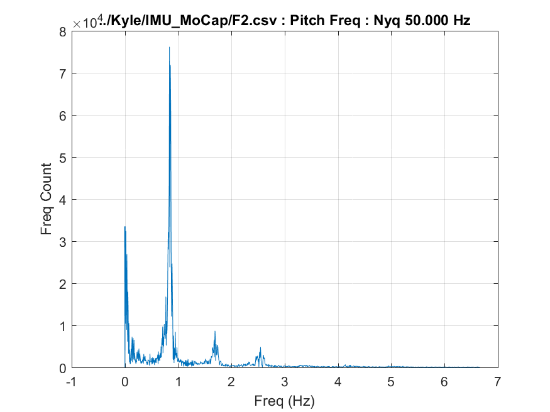 ×10⁴../Kyle/IMU_MoCap/F2.csv : Pitch Freq : Nyq 50.000 Hz
8
7
6
5
4
3
2
1
0
Freq Count
-1 0 1 2 3 4 5 6 7
Freq (Hz)